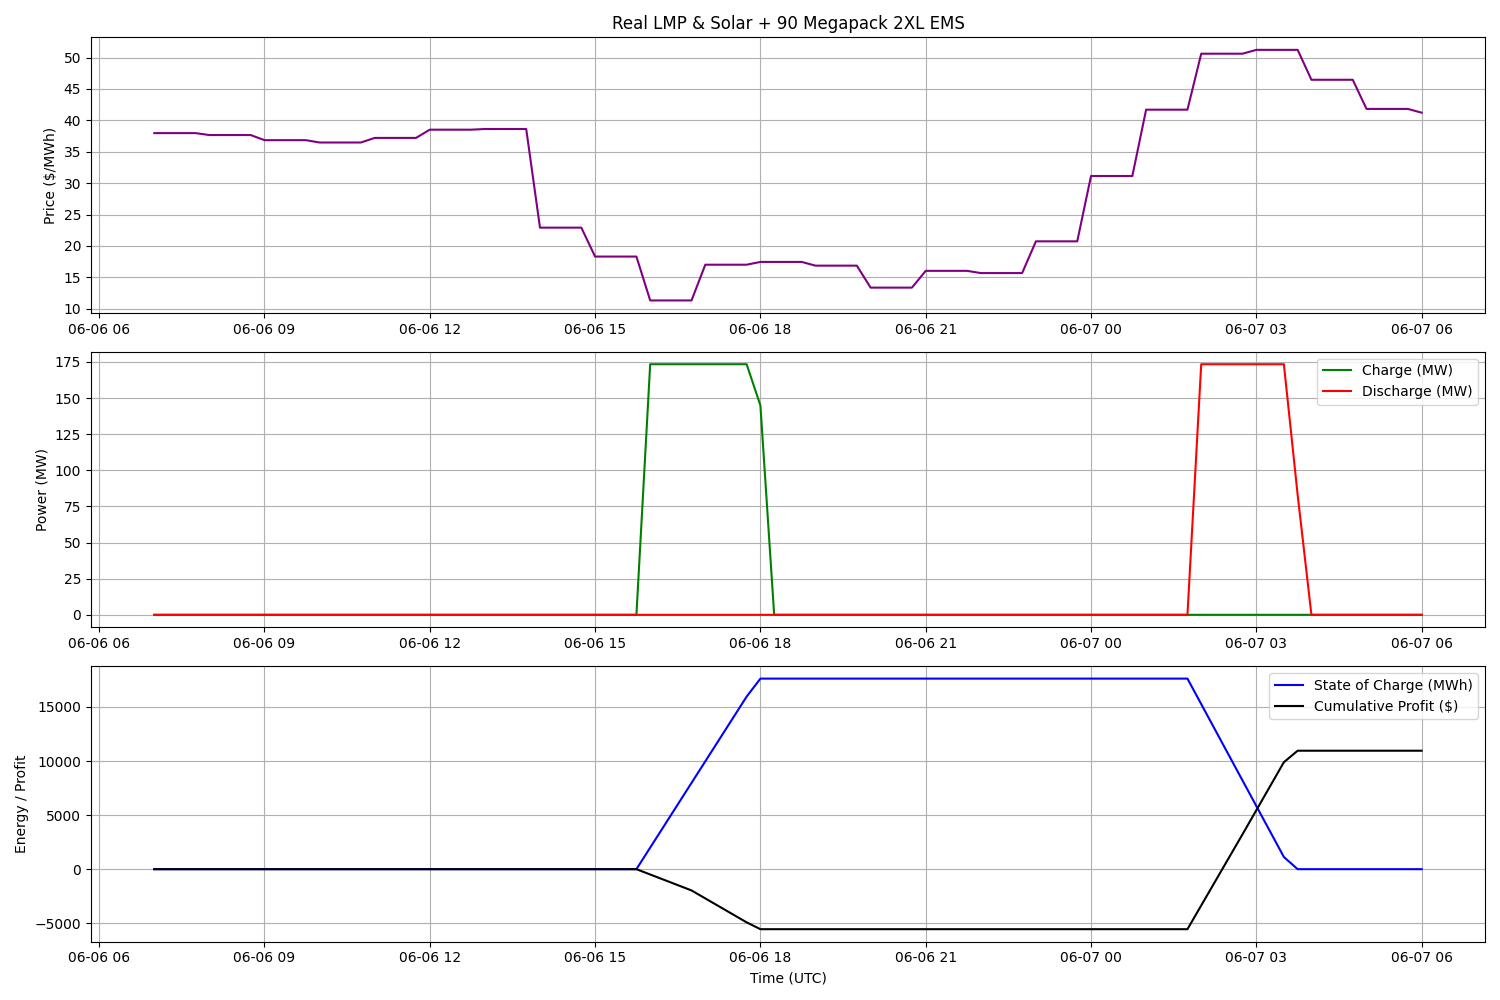 Real LMP & Solar + 90 Megapack 2XL EMS
Price ($/MWh)
50
45
40
35
30
25
20
15
10
06-06 06 06-06 09 06-06 12 06-06 15 06-06 18 06-06 21 06-07 00 06-07 03 06-07 06
Power (MW)
175
150
125
100
75
50
25
0
Charge (MW)
Discharge (MW)
06-06 06 06-06 09 06-06 12 06-06 15 06-06 18 06-06 21 06-07 00 06-07 03 06-07 06
Energy / Profit
15000
10000
5000
0
−5000
State of Charge (MWh)
Cumulative Profit ($)
06-06 06 06-06 09 06-06 12 06-06 15 06-06 18 06-06 21 06-07 00 06-07 03 06-07 06
Time (UTC)